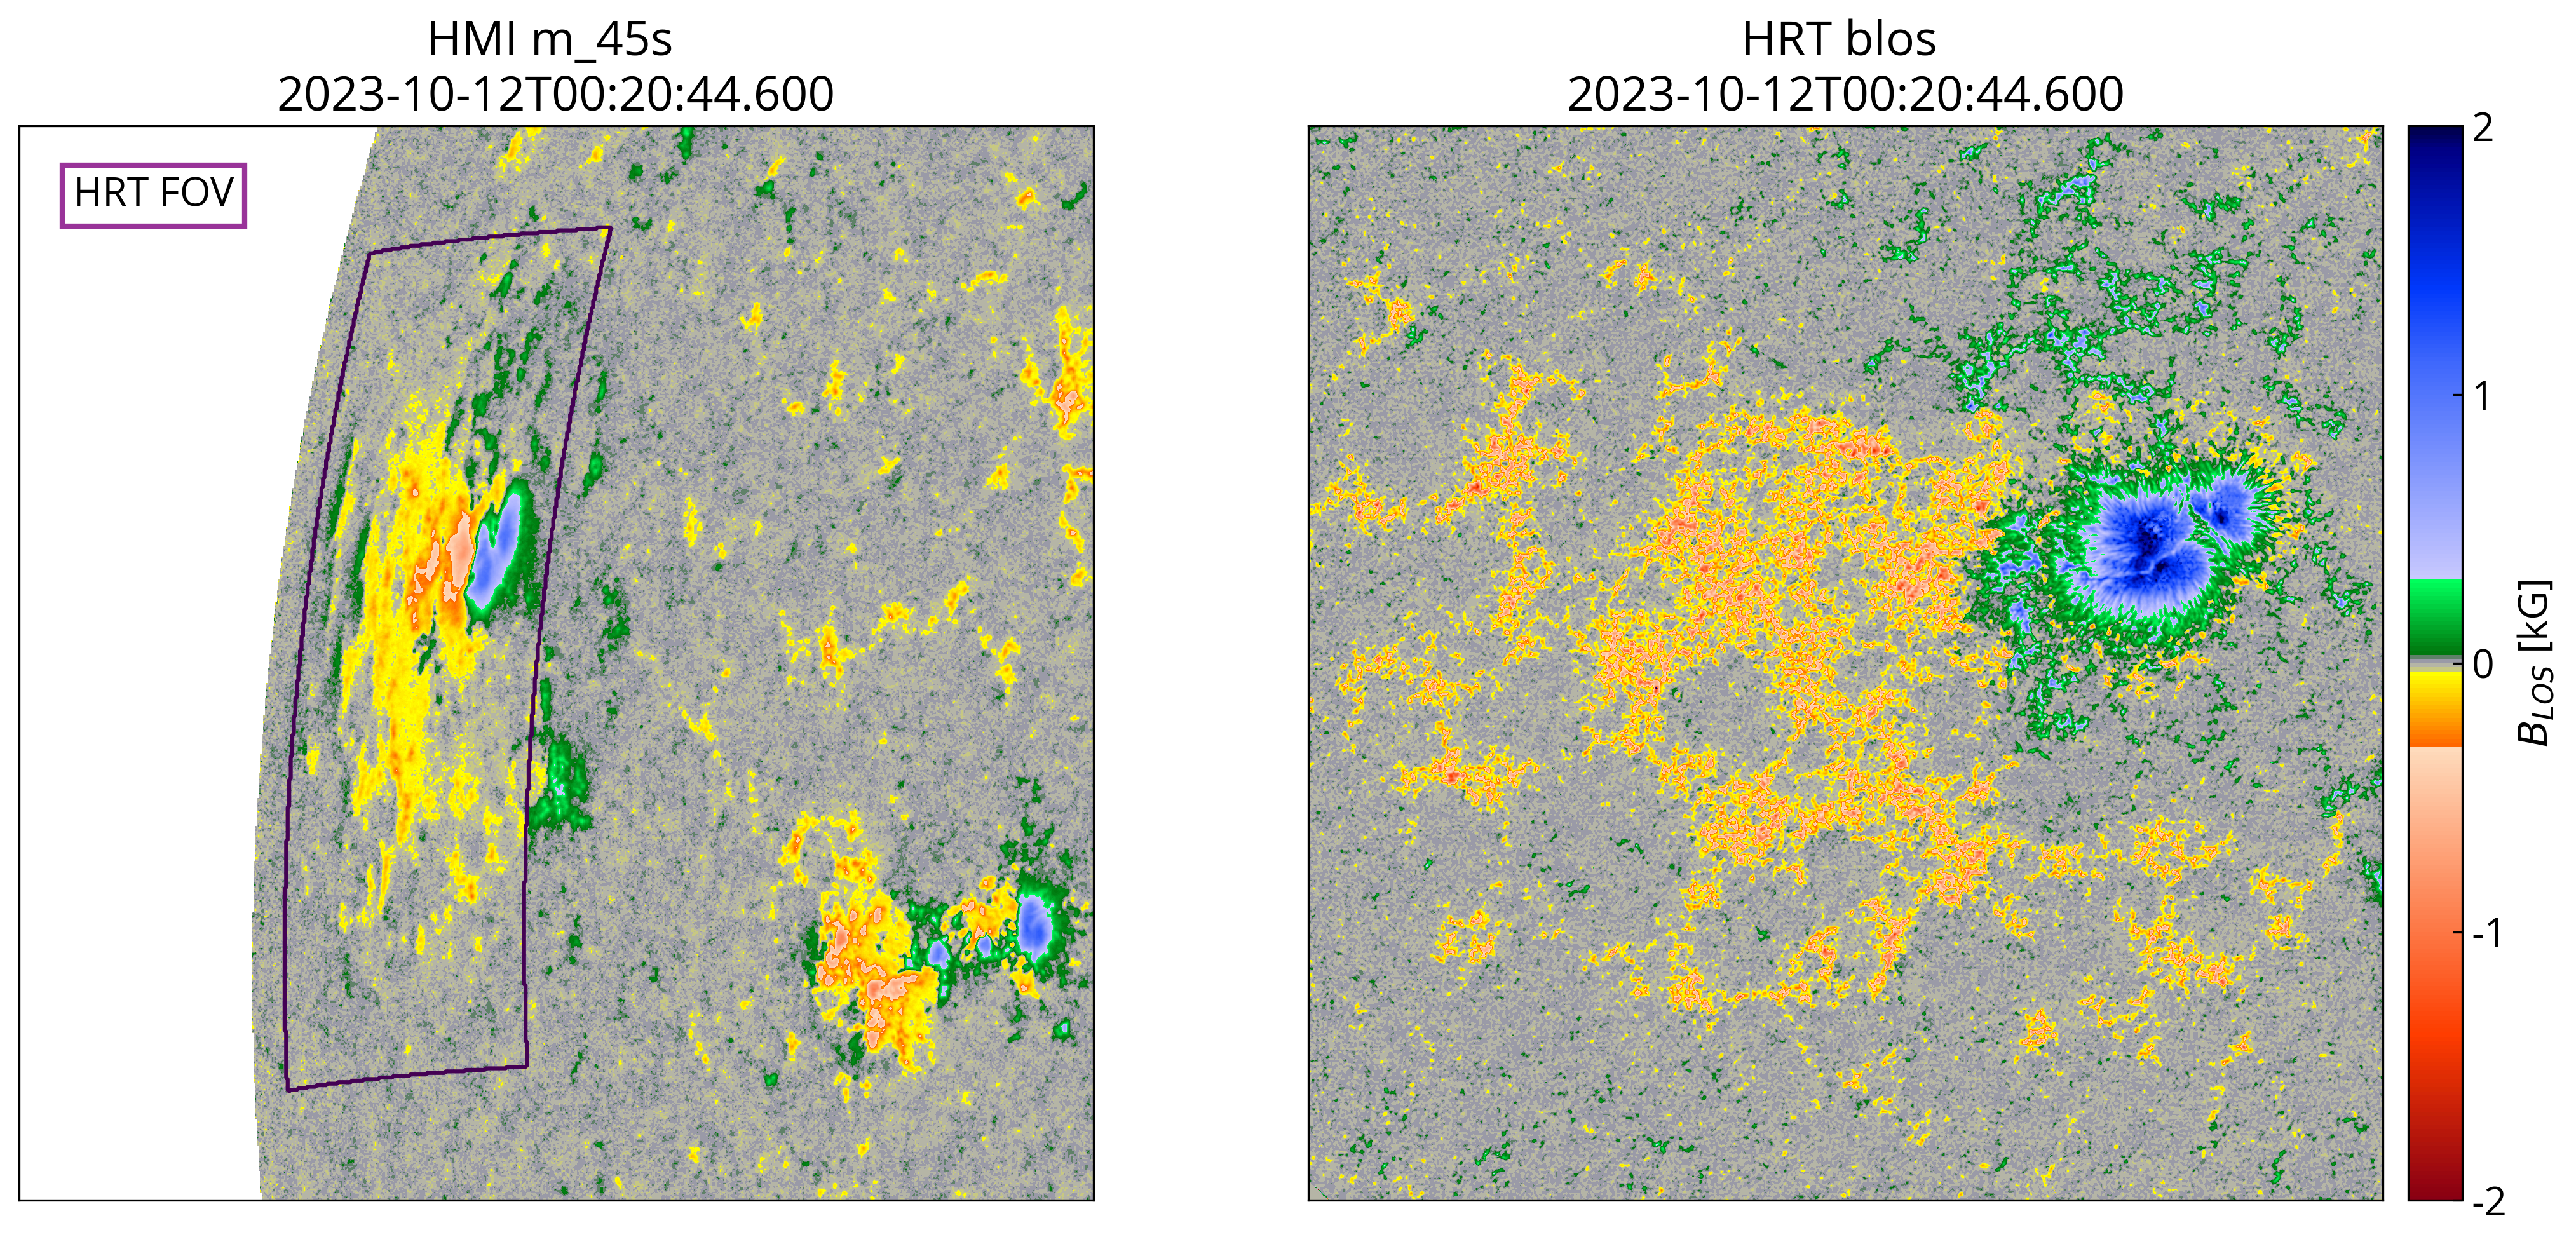 HMI m_45s
2023-10-12T00:20:44.600
HRT FOV
HRT blos
2023-10-12T00:20:44.600
2
1
0
-1
-2
B_LOS [kG]